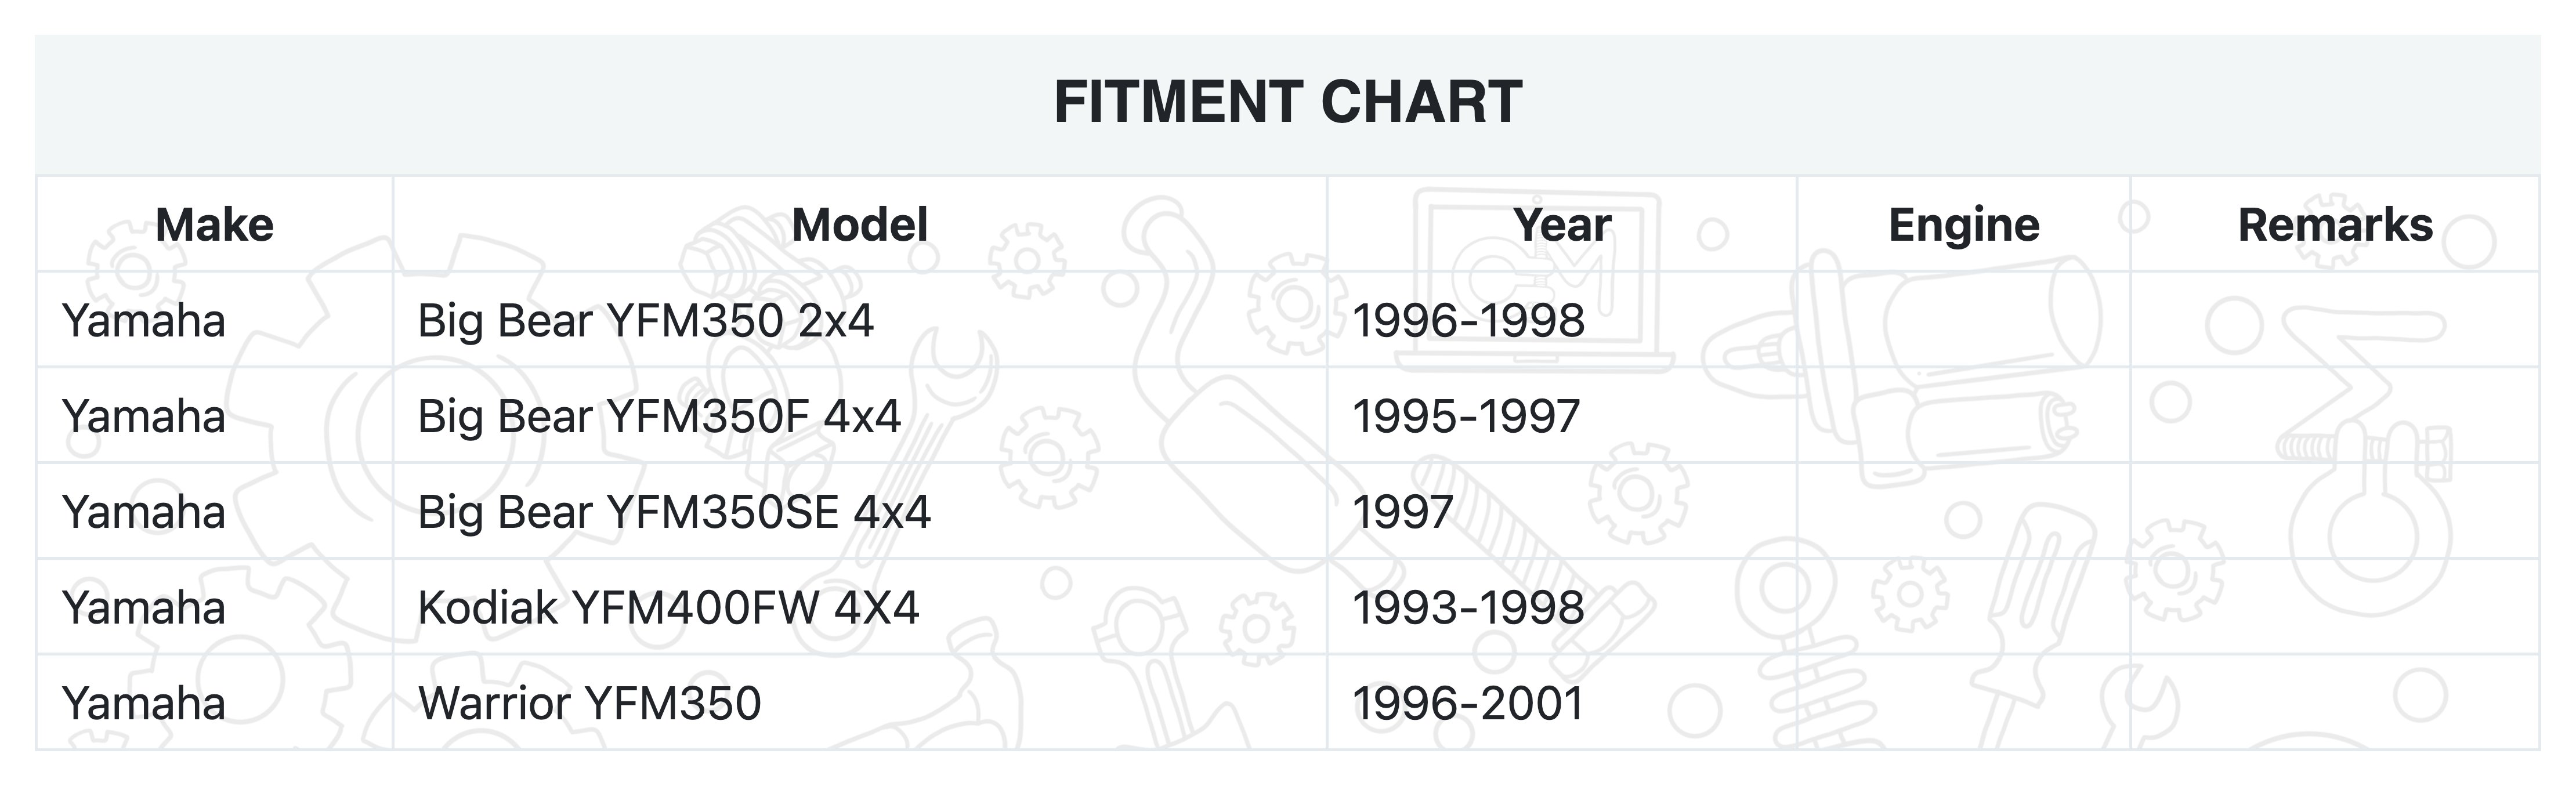 FITMENT CHART
Make Model Year Engine Remarks
Yamaha Big Bear YFM350 2x4 1996-1998
Yamaha Big Bear YFM350F 4x4 1995-1997
Yamaha Big Bear YFM350SE 4x4 1997
Yamaha Kodiak YFM400FW 4X4 1993-1998
Yamaha Warrior YFM350 1996-2001